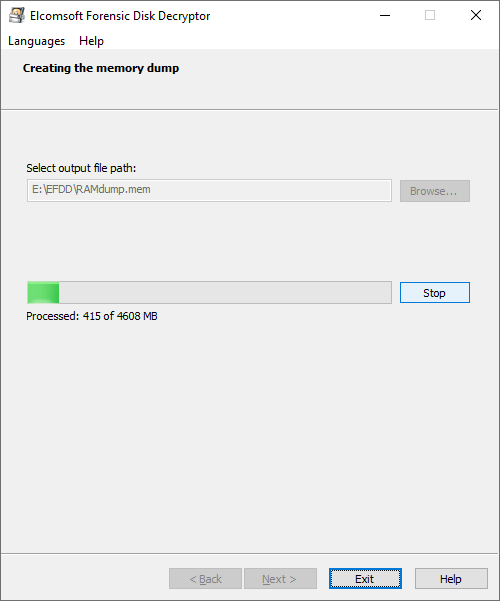 Elcomsoft Forensic Disk Decryptor
Languages Help
Creating the memory dump
Select output file path:
E:\EFDD\RAMdump.mem Browse...
Stop
Processed: 415 of 4608 MB
< Back Next > Exit Help